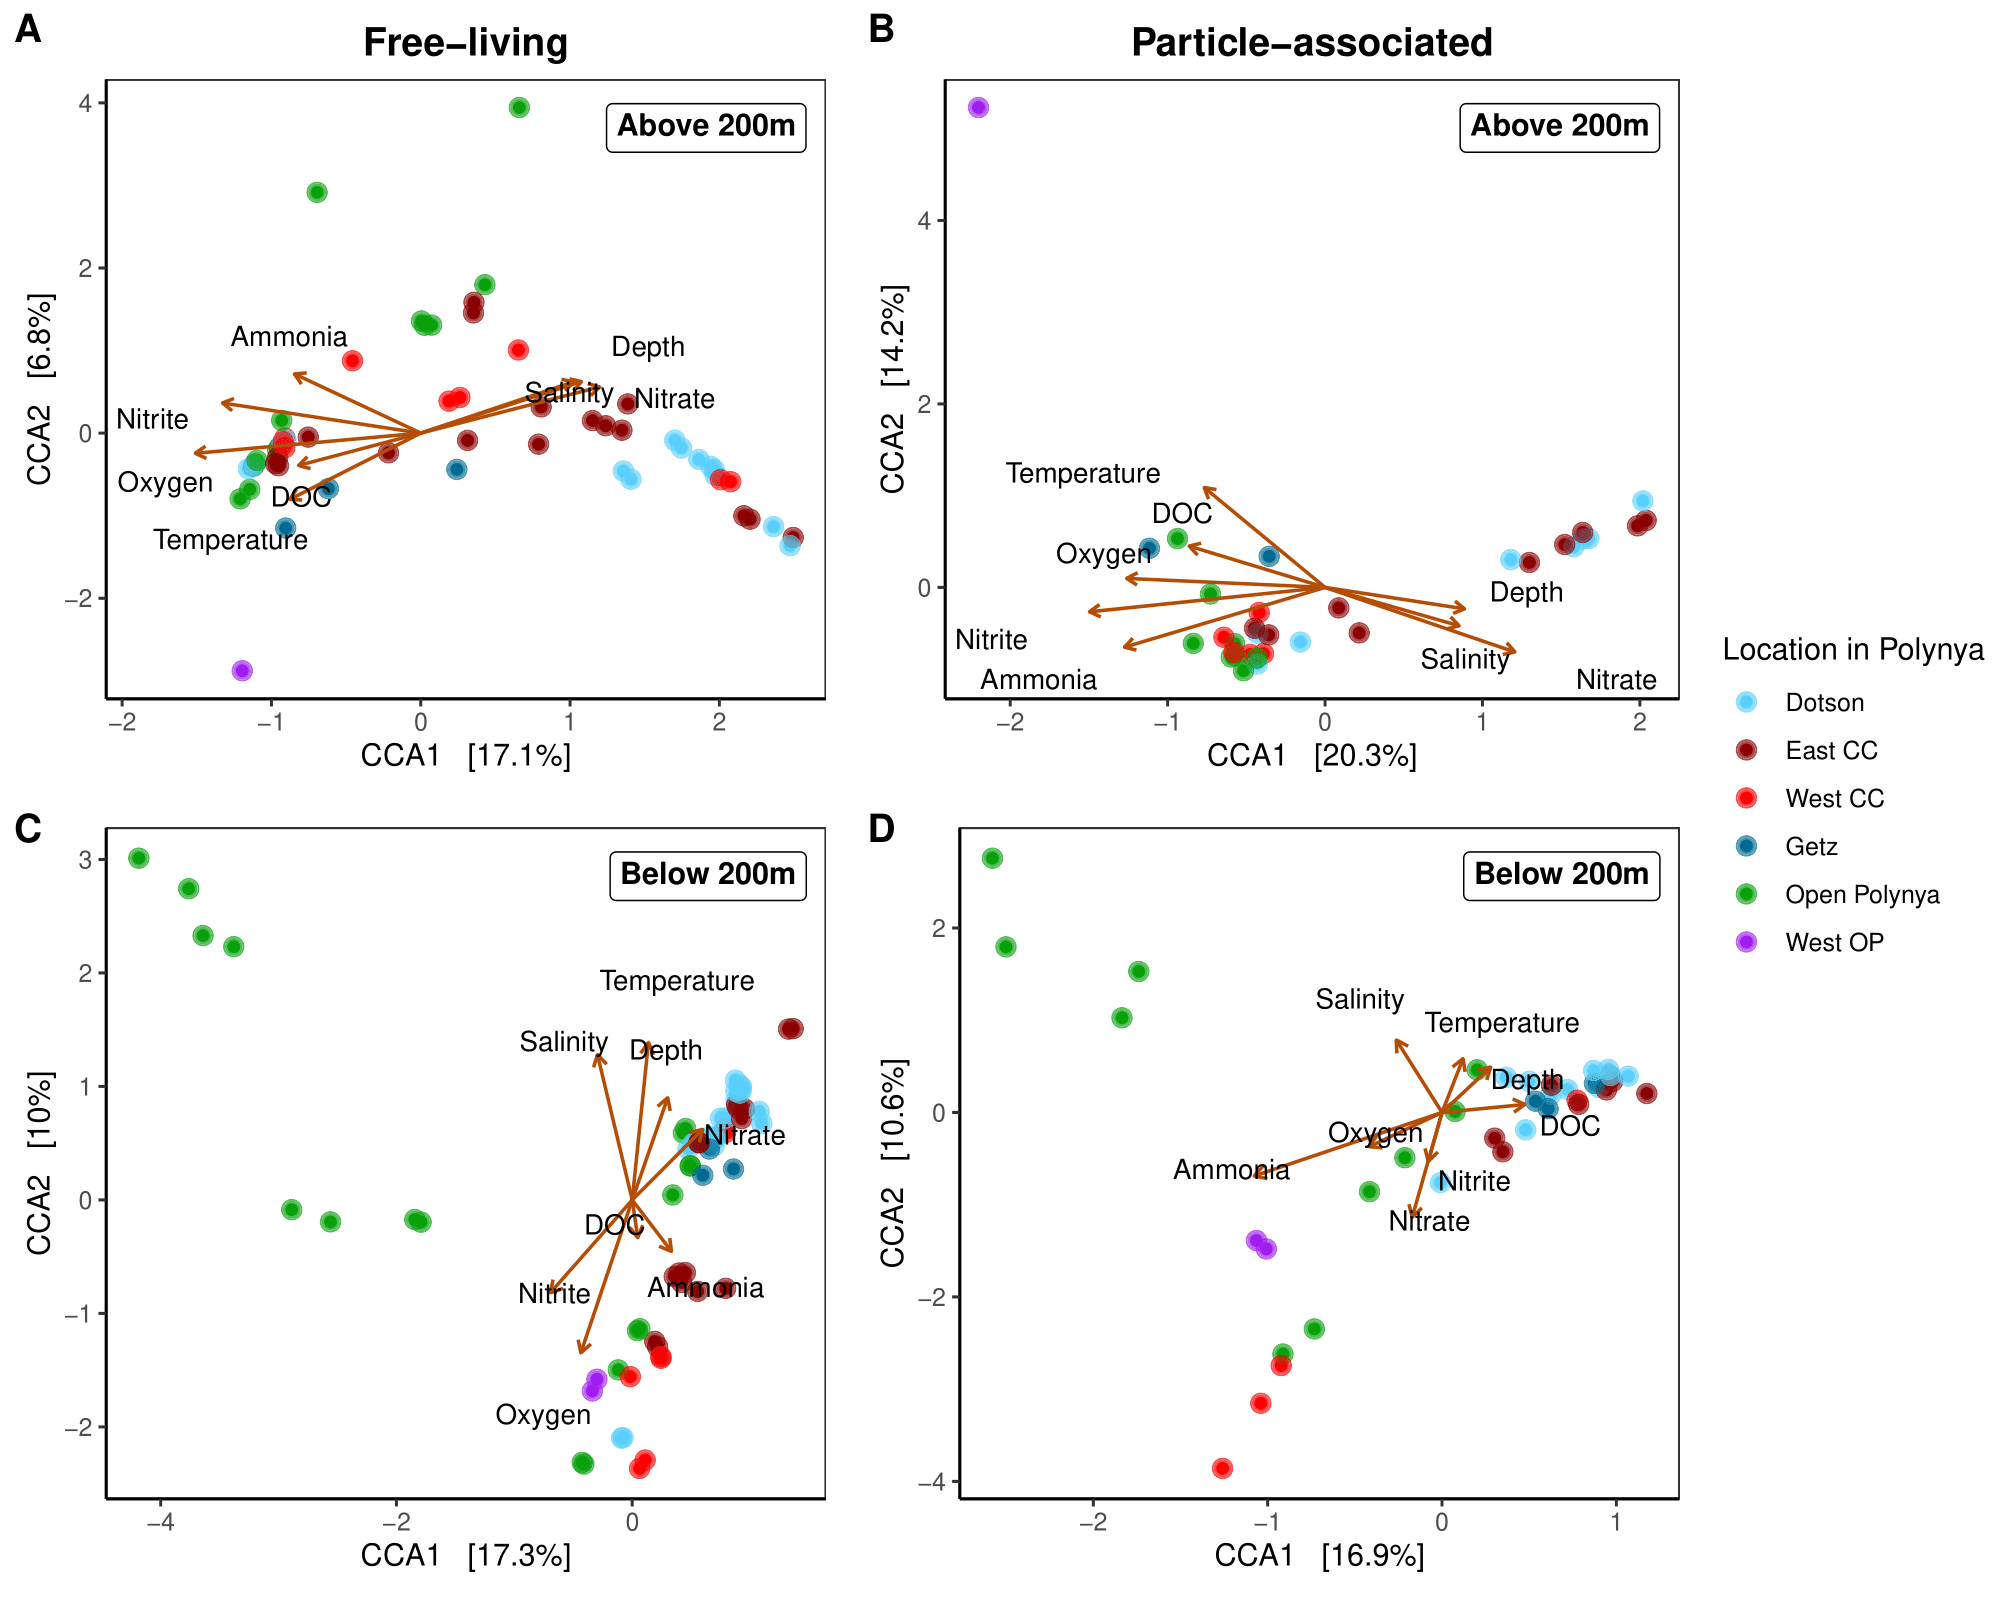 A
Free−living
B
Particle−associated
Above 200m
4
2
0
−2
CCA2 [6.8%]
Ammonia
Depth
Salinity
Nitrate
Nitrite
Oxygen
DOC
Temperature
−2
−1
0
1
2
CCA1 [17.1%]
Above 200m
4
2
0
CCA2 [14.2%]
Temperature
DOC
Oxygen
Depth
Nitrite
Salinity
Ammonia
Nitrate
−2
−1
0
1
2
CCA1 [20.3%]
Location in Polynya
Dotson
East CC
West CC
Getz
Open Polynya
West OP
C
D
Below 200m
3
2
1
0
−1
−2
CCA2 [10%]
Temperature
Salinity
Depth
Nitrate
DOC
Nitrite
Ammonia
Oxygen
−4
−2
0
CCA1 [17.3%]
Below 200m
2
0
−2
−4
CCA2 [10.6%]
Salinity
Temperature
Depth
Oxygen
DOC
Ammonia
Nitrite
Nitrate
−2
−1
0
1
CCA1 [16.9%]